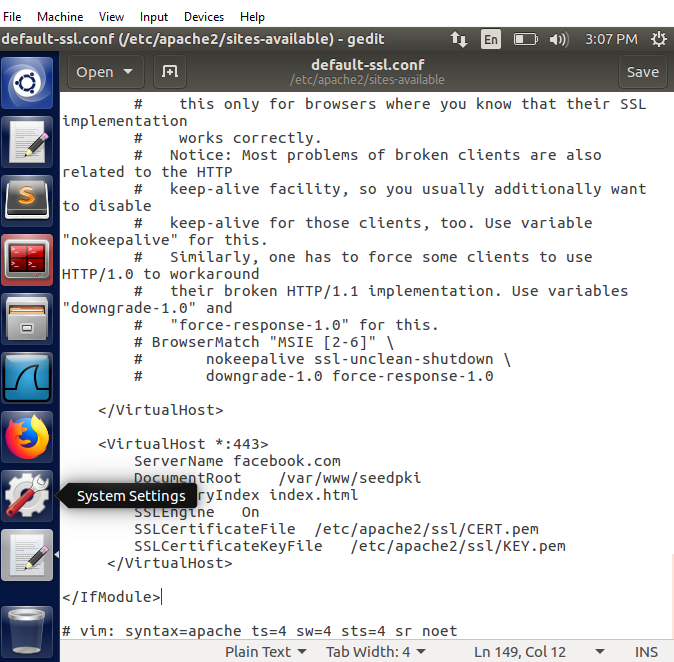 File Machine View Input Devices Help
default-ssl.conf (/etc/apache2/sites-available) - gedit En 3:07 PM
Open default-ssl.conf Save
/etc/apache2/sites-available
# this only for browsers where you know that their SSL
implementation
# works correctly.
# Notice: Most problems of broken clients are also
related to the HTTP
# keep-alive facility, so you usually additionally want
to disable
# keep-alive for those clients, too. Use variable
"nokeepalive" for this.
# Similarly, one has to force some clients to use
HTTP/1.0 to workaround
# their broken HTTP/1.1 implementation. Use variables
"downgrade-1.0" and
# "force-response-1.0" for this.
# BrowserMatch "MSIE [2-6]" \
# nokeepalive ssl-unclean-shutdown \
# downgrade-1.0 force-response-1.0
</VirtualHost>
<VirtualHost *:443>
ServerName facebook.com
DocumentRoot /var/www/seedpki
System Settings ryIndex index.html
SSLEngine On
SSLCertificateFile /etc/apache2/ssl/CERT.pem
SSLCertificateKeyFile /etc/apache2/ssl/KEY.pem
</VirtualHost>
</IfModule>
# vim: syntax=apache ts=4 sw=4 sts=4 sr noet
Plain Text Tab Width: 4 Ln 149, Col 12 INS